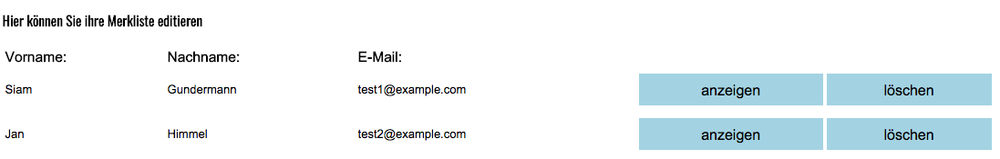 Hier können Sie ihre Merkliste editieren
Vorname: Nachname: E-Mail:
Siam Gundermann test1@example.com anzeigen löschen
Jan Himmel test2@example.com anzeigen löschen